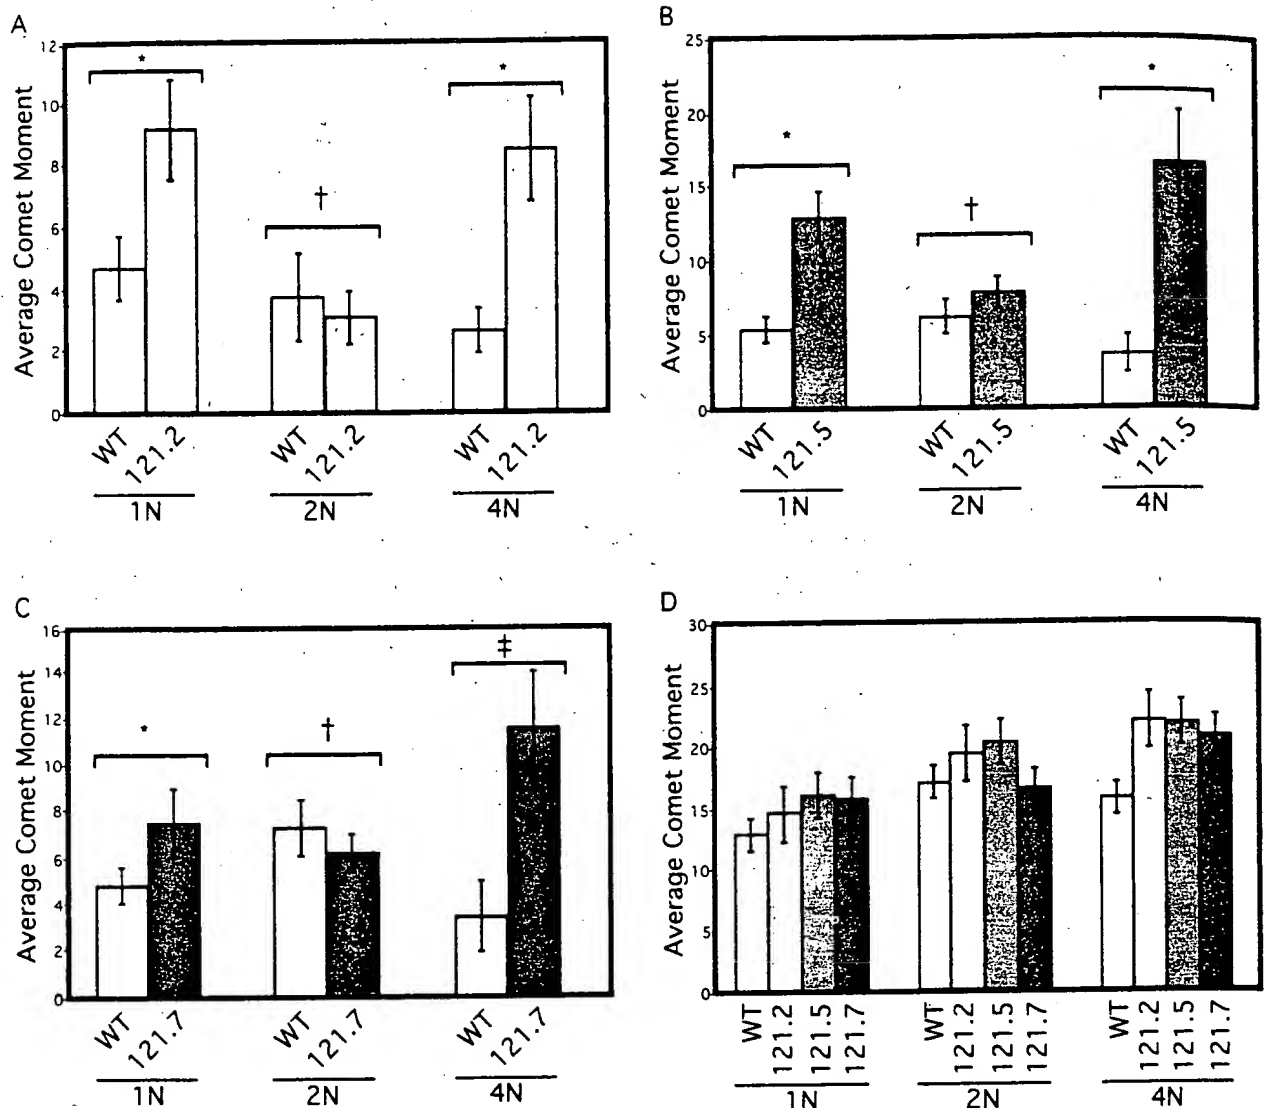 A
Average Comet Moment
12
10
8
6
4
2
0
*
†
*
WT 121.2 WT 121.2 WT 121.2
1N 2N 4N
B
Average Comet Moment
25
20
15
10
5
0
*
†
*
WT 121.5 WT 121.5 WT 121.5
1N 2N 4N
C
Average Comet Moment
16
14
12
10
8
6
4
2
0
*
†
‡
WT 121.7 WT 121.7 WT 121.7
1N 2N 4N
D
Average Comet Moment
30
25
20
15
10
5
0
WT 121.2 121.5 121.7 WT 121.2 121.5 121.7 WT 121.2 121.5 121.7
1N 2N 4N